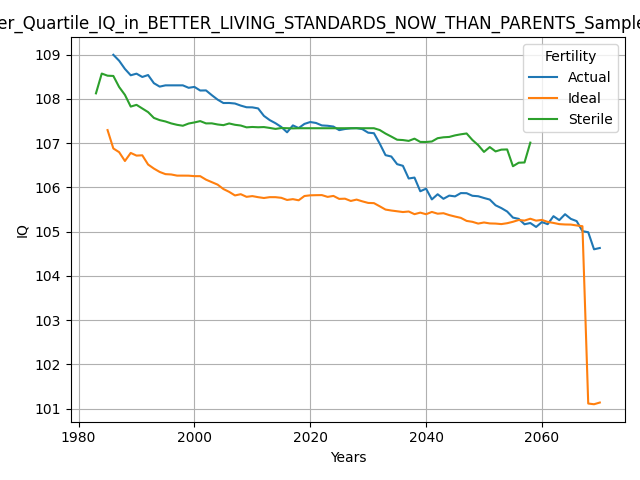 er_Quartile_IQ_in_BETTER_LIVING_STANDARDS_NOW_THAN_PARENTS_Sample
109
108
107
106
105
104
103
102
101
IQ
Fertility
Actual
Ideal
Sterile
1980
2000
2020
2040
2060
Years